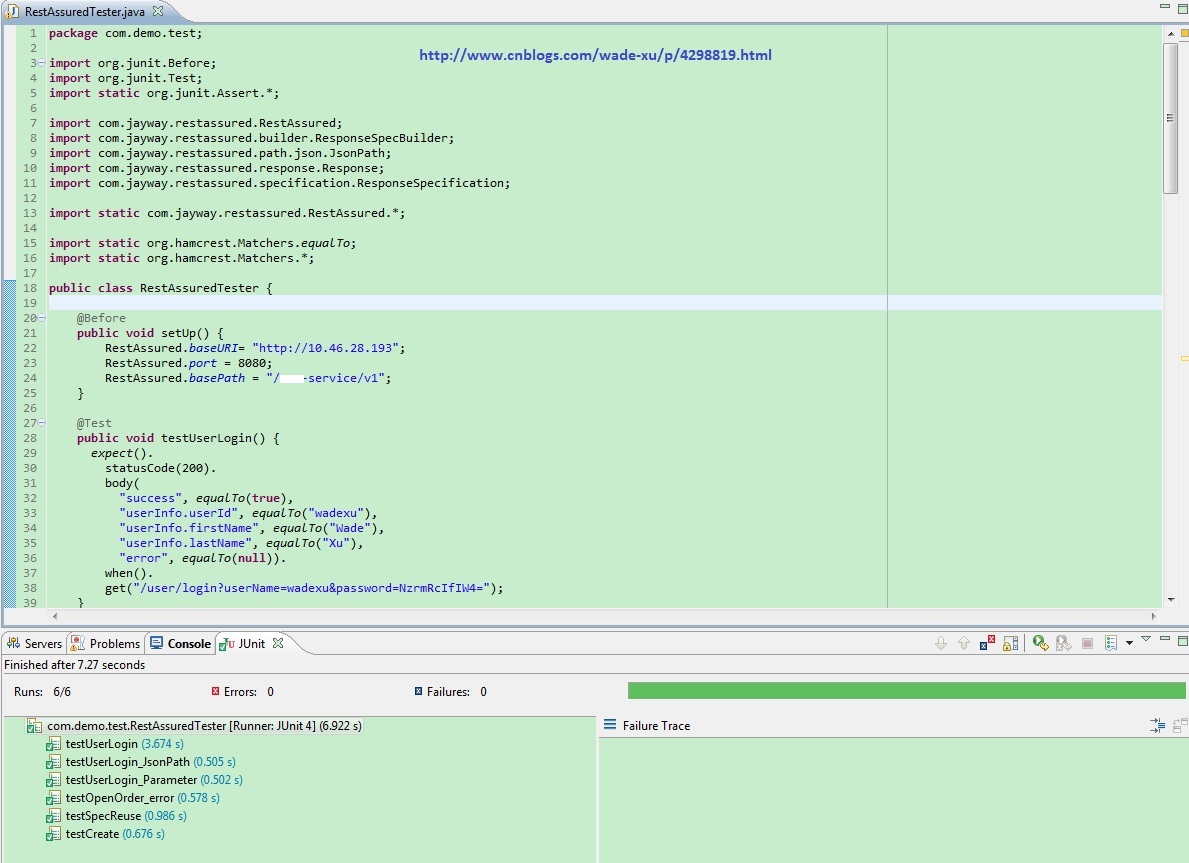 RestAssuredTester.java
http://www.cnblogs.com/wade-xu/p/4298819.html
1 package com.demo.test;
2
3 import org.junit.Before;
4 import org.junit.Test;
5 import static org.junit.Assert.*;
6
7 import com.jayway.restassured.RestAssured;
8 import com.jayway.restassured.builder.ResponseSpecBuilder;
9 import com.jayway.restassured.path.json.JsonPath;
10 import com.jayway.restassured.response.Response;
11 import com.jayway.restassured.specification.ResponseSpecification;
12
13 import static com.jayway.restassured.RestAssured.*;
14
15 import static org.hamcrest.Matchers.equalTo;
16 import static org.hamcrest.Matchers.*;
17
18 public class RestAssuredTester {
19
20 @Before
21 public void setUp() {
22 RestAssured.baseURI= "http://10.46.28.193";
23 RestAssured.port = 8080;
24 RestAssured.basePath = "/ -service/v1";
25 }
26
27 @Test
28 public void testUserLogin() {
29 expect().
30 statusCode(200).
31 body(
32 "success", equalTo(true),
33 "userInfo.userId", equalTo("wadexu"),
34 "userInfo.firstName", equalTo("Wade"),
35 "userInfo.lastName", equalTo("Xu"),
36 "error", equalTo(null)).
37 when().
38 get("/user/login?userName=wadexu&password=NzrmRcIfIW4=");
39 }
Servers Problems Console JUnit
Finished after 7.27 seconds
Runs: 6/6 Errors: 0 Failures: 0
com.demo.test.RestAssuredTester [Runner: JUnit 4] (6.922 s)
testUserLogin (3.674 s)
testUserLogin_JsonPath (0.505 s)
testUserLogin_Parameter (0.502 s)
testOpenOrder_error (0.578 s)
testSpecReuse (0.986 s)
testCreate (0.676 s)
Failure Trace